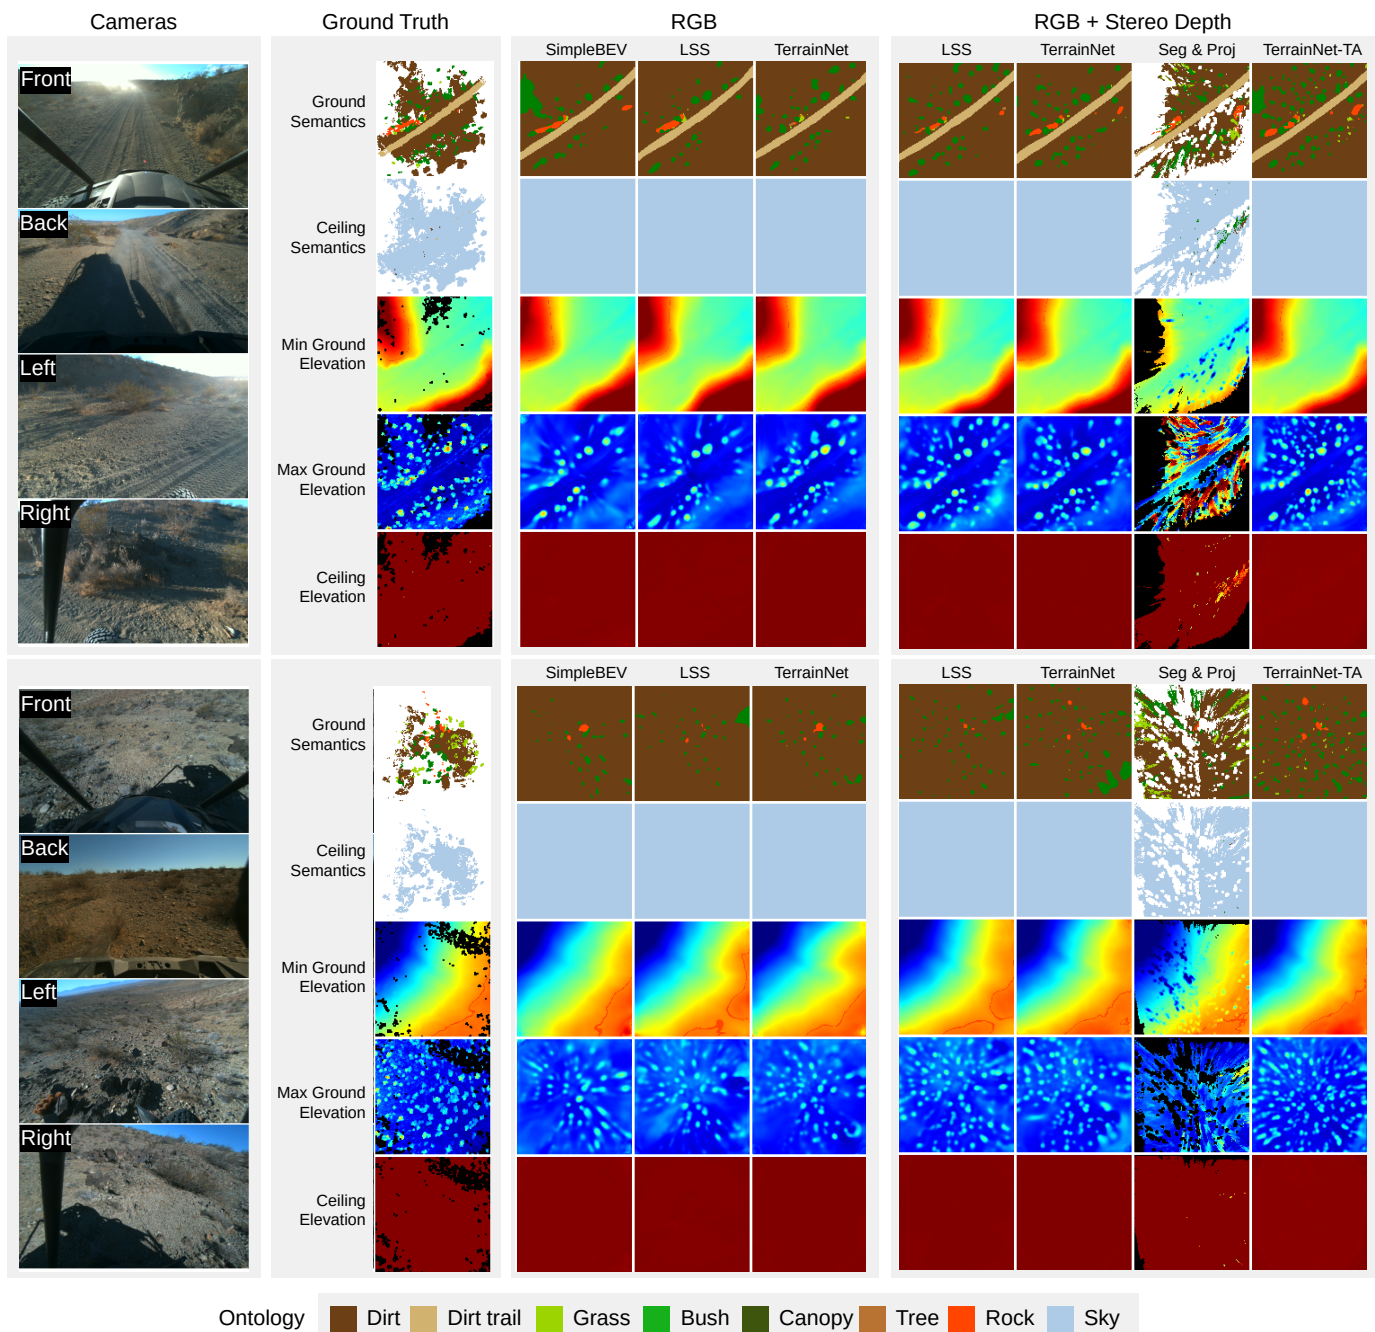 Cameras
Ground Truth
RGB
RGB + Stereo Depth
SimpleBEV
LSS
TerrainNet
LSS
TerrainNet
Seg & Proj
TerrainNet-TA
Front
Back
Left
Right
Ground
Semantics
Ceiling
Semantics
Min Ground
Elevation
Max Ground
Elevation
Ceiling
Elevation
SimpleBEV
LSS
TerrainNet
LSS
TerrainNet
Seg & Proj
TerrainNet-TA
Front
Back
Left
Right
Ground
Semantics
Ceiling
Semantics
Min Ground
Elevation
Max Ground
Elevation
Ceiling
Elevation
Ontology
Dirt
Dirt trail
Grass
Bush
Canopy
Tree
Rock
Sky